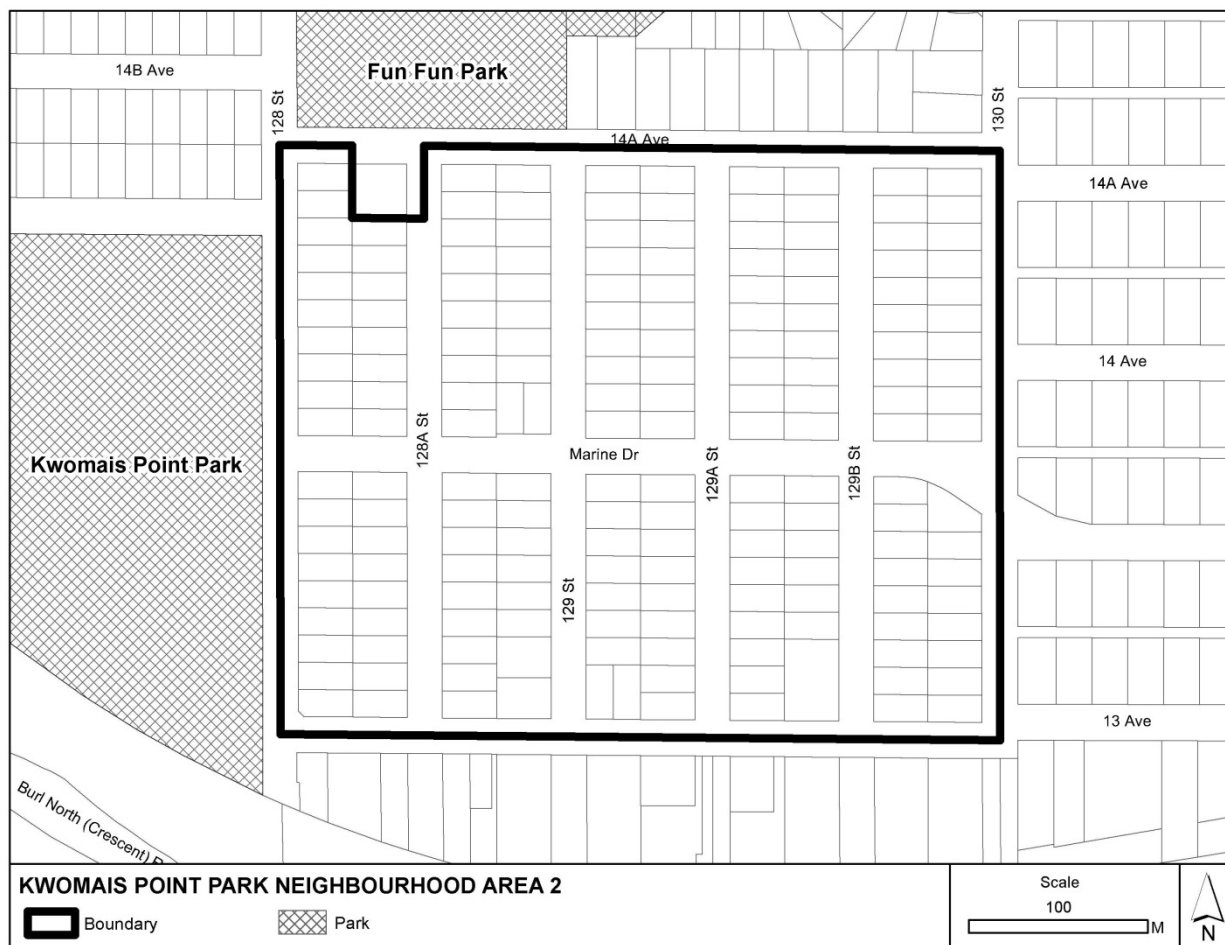 14B Ave
Fun Fun Park
128 St
130 St
14A Ave
14A Ave
14 Ave
Kwomais Point Park
128A St
Marine Dr
129A St
129B St
129 St
13 Ave
Burl North (Crescent)
KWOMAIS POINT PARK NEIGHBOURHOOD AREA 2
Boundary
Park
Scale
100
M
N